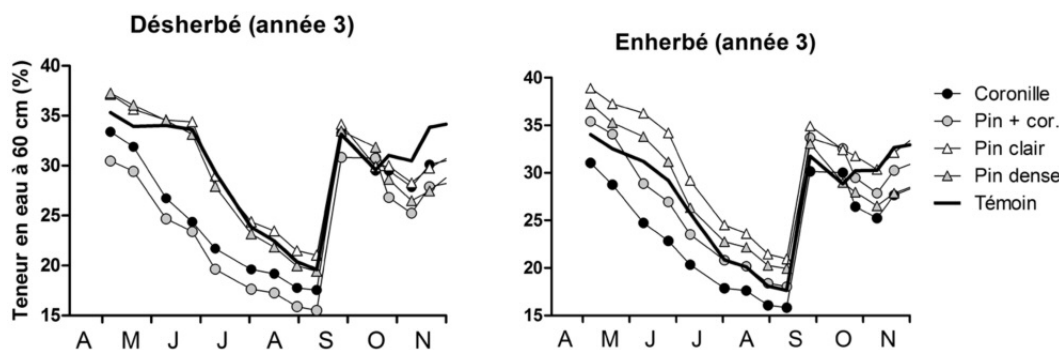 Désherbé (année 3)
Enherbé (année 3)
Teneur en eau à 60 cm (%)
40
35
30
25
20
15
A M J J A S O N
40
35
30
25
20
15
A M J J A S O N
Coronille
Pin + cor.
Pin clair
Pin dense
Témoin